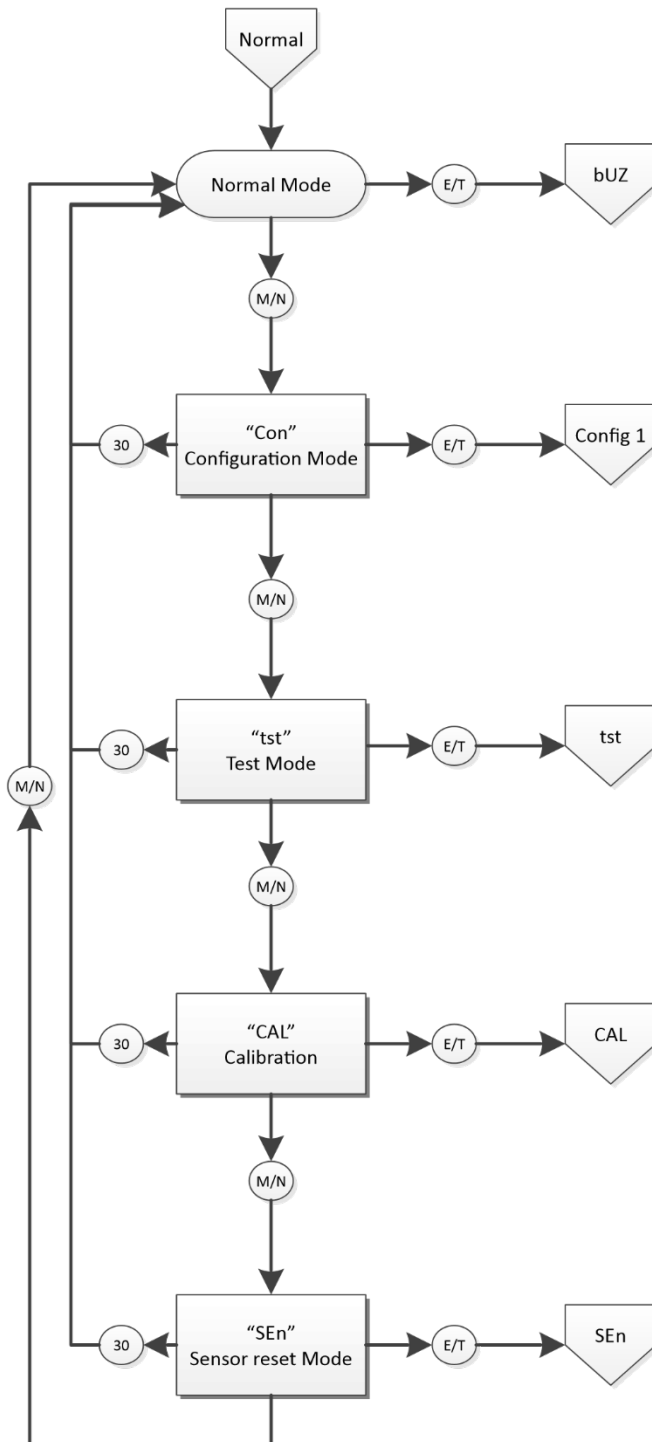 Normal
Normal Mode
E/T
bUZ
M/N
“Con”
Configuration Mode
30
E/T
Config 1
M/N
“tst”
Test Mode
30
E/T
tst
M/N
M/N
“CAL”
Calibration
30
E/T
CAL
M/N
“SEn”
Sensor reset Mode
30
E/T
SEn